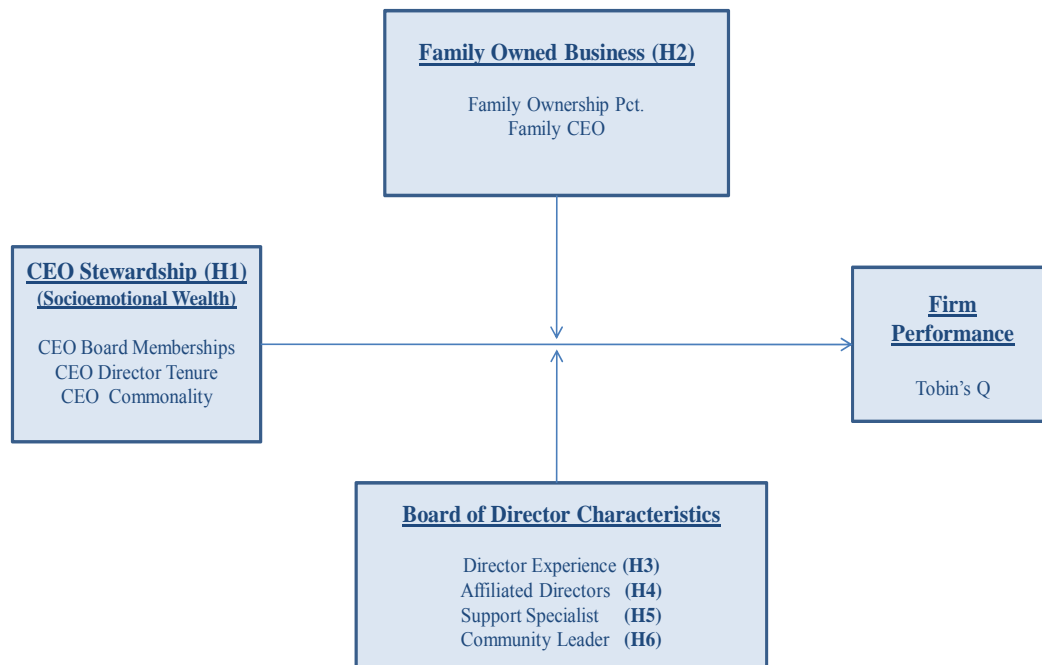 Family Owned Business (H2)
Family Ownership Pct.
Family CEO
CEO Stewardship (H1)
(Socioemotional Wealth)
CEO Board Memberships
CEO Director Tenure
CEO Commonality
Firm
Performance
Tobin's Q
Board of Director Characteristics
Director Experience (H3)
Affiliated Directors (H4)
Support Specialist (H5)
Community Leader (H6)